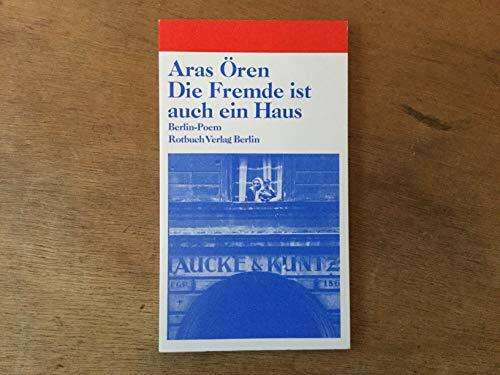 Aras Ören
Die Fremde ist
auch ein Haus
Berlin-Poem
Rotbuch Verlag Berlin
AUCKE & KUNTZ